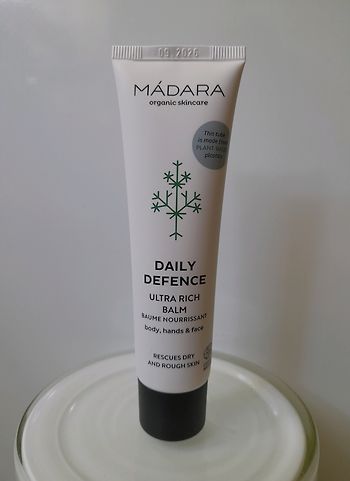 09 2026
MÁDARA
organic skincare
This tube
is made from
PLANT-BASED
plastics
DAILY
DEFENCE
ULTRA RICH
BALM
BAUME NOURRISSANT
body, hands & face
RESCUES DRY
AND ROUGH SKIN